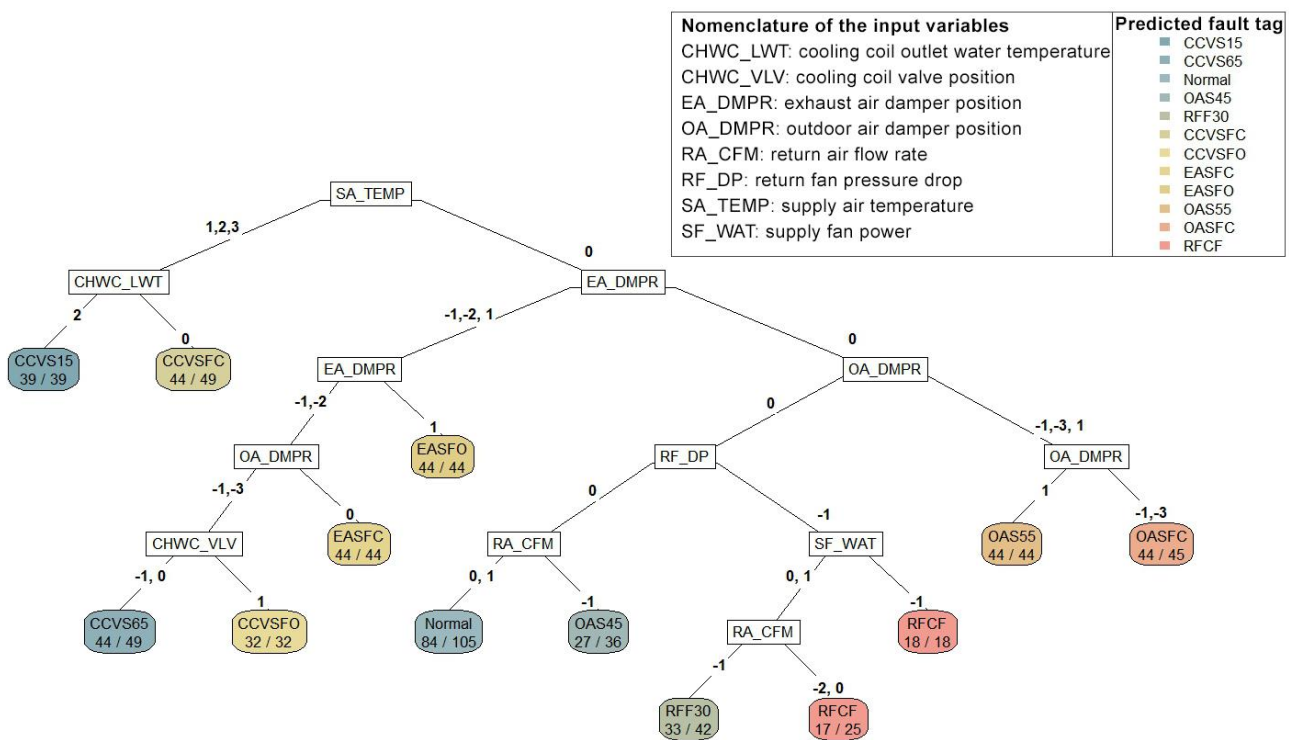 Nomenclature of the input variables
CHWC_LWT: cooling coil outlet water temperature
CHWC_VLV: cooling coil valve position
EA_DMPR: exhaust air damper position
OA_DMPR: outdoor air damper position
RA_CFM: return air flow rate
RF_DP: return fan pressure drop
SA_TEMP: supply air temperature
SF_WAT: supply fan power
Predicted fault tag
CCVS15
CCVS65
Normal
OAS45
RFF30
CCVSFC
CCVSFO
EASFC
EASFO
OAS55
OASFC
RFCF
SA_TEMP
1,2,3
0
CHWC_LWT
EA_DMPR
2
0
-1,-2, 1
0
CCVS15
39 / 39
CCVSFC
44 / 49
EA_DMPR
OA_DMPR
-1,-2
1
0
-1,-3, 1
OA_DMPR
EASFO
44 / 44
RF_DP
OA_DMPR
-1,-3
0
0
-1
1
-1,-3
CHWC_VLV
EASFC
44 / 44
RA_CFM
SF_WAT
OAS55
44 / 44
OASFC
44 / 45
-1, 0
1
0, 1
-1
0, 1
-1
CCVS65
44 / 49
CCVSFO
32 / 32
Normal
84 / 105
OAS45
27 / 36
RA_CFM
RFCF
18 / 18
-1
-2, 0
RFF30
33 / 42
RFCF
17 / 25